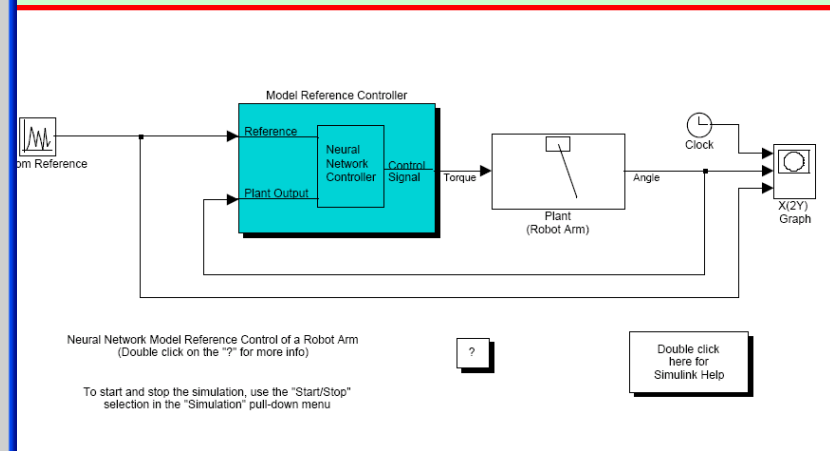 Model Reference Controller
Reference
Neural
Network
Controller
Control
Signal
Plant Output
Torque
Plant
(Robot Arm)
Angle
Clock
X(2Y)
Graph
om Reference
Neural Network Model Reference Control of a Robot Arm
(Double click on the "?" for more info)
?
Double click
here for
Simulink Help
To start and stop the simulation, use the "Start/Stop"
selection in the "Simulation" pull-down menu